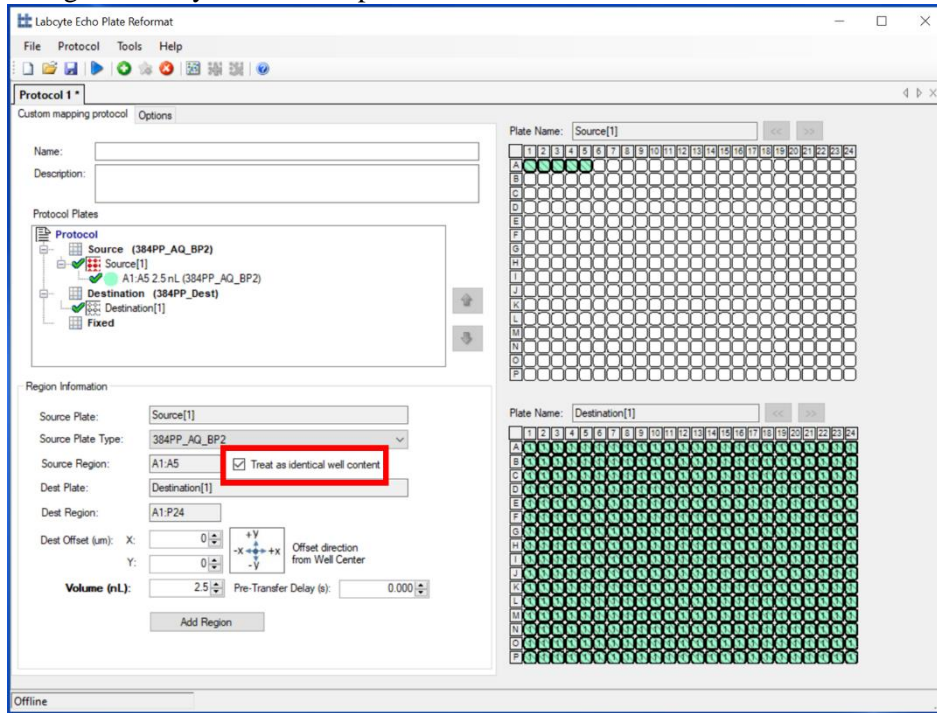 Labcyte Echo Plate Reformat
File Protocol Tools Help
Protocol 1 *
Custom mapping protocol Options
Name:
Description:
Protocol Plates
Protocol
Source (384PP_AQ_BP2)
Source[1]
A1:A5 2.5 nL (384PP_AQ_BP2)
Destination (384PP_Dest)
Destination[1]
Fixed
Region Information
Source Plate: Source[1]
Source Plate Type: 384PP_AQ_BP2
Source Region: A1:A5 Treat as identical well content
Dest Plate: Destination[1]
Dest Region: A1:P24
Dest Offset (um): X: 0
Y: 0
+y
-x +x
-y
Offset direction
from Well Center
Volume (nL): 2.5 Pre-Transfer Delay (s): 0.000
Add Region
Plate Name: Source[1] << >>
1 2 3 4 5 6 7 8 9 10 11 12 13 14 15 16 17 18 19 20 21 22 23 24
A
B
C
D
E
F
G
H
I
J
K
L
M
N
O
P
Plate Name: Destination[1] << >>
1 2 3 4 5 6 7 8 9 10 11 12 13 14 15 16 17 18 19 20 21 22 23 24
A
B
C
D
E
F
G
H
I
J
K
L
M
N
O
P
Offline